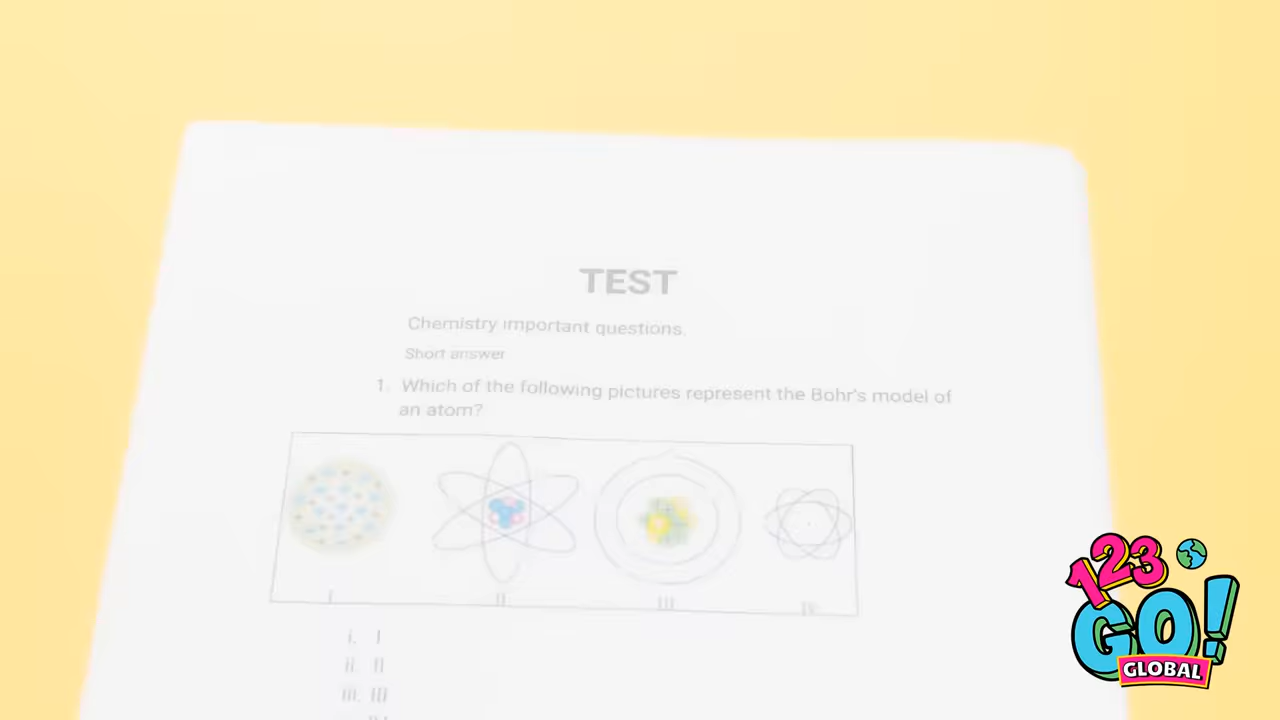 TEST
Chemistry important questions.
Short answer
1. Which of the following pictures represent the Bohr's model of
an atom?
I II III IV
i. I
ii. II
iii. III
123
GO!
GLOBAL